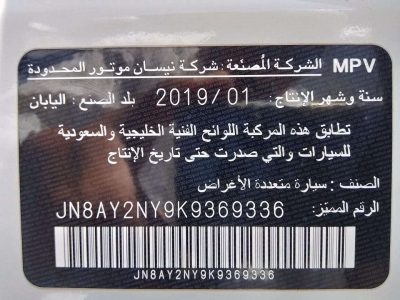 MPV الشركة المُصنّعة : شركة نيسان موتور المحدودة
سنة وشهر الإنتاج : 2019/01 بلد الصنع : اليابان
تطابق هذه المركبة اللوائح الفنية الخليجية والسعودية
للسيارات والتي صدرت حتى تاريخ الإنتاج
الصنف : سيارة متعددة الأغراض
الرقم المميز: JN8AY2NY9K9369336
JN8AY2NY9K9369336